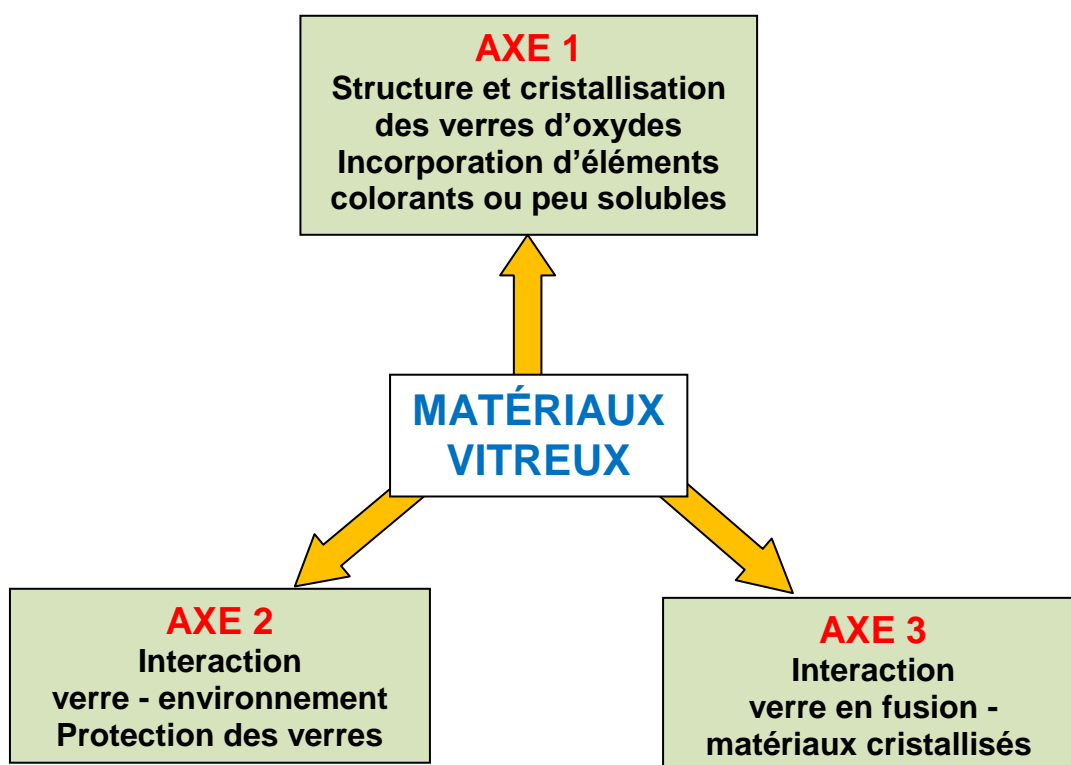 AXE 1
Structure et cristallisation
des verres d'oxydes
Incorporation d'éléments
colorants ou peu solubles
MATÉRIAUX
VITREUX
AXE 2
Interaction
verre - environnement
Protection des verres
AXE 3
Interaction
verre en fusion -
matériaux cristallisés